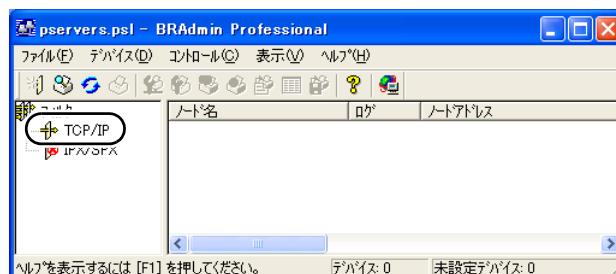 pservers.psl - BRAdmin Professional
ファイル(F) デバイス(D) コントロール(C) 表示(V) ヘルプ(H)
ノード名 ログ ノードアドレス
TCP/IP
IPX/SPX
ヘルプを表示するには [F1] を押してください。 デバイス: 0 未設定デバイス: 0